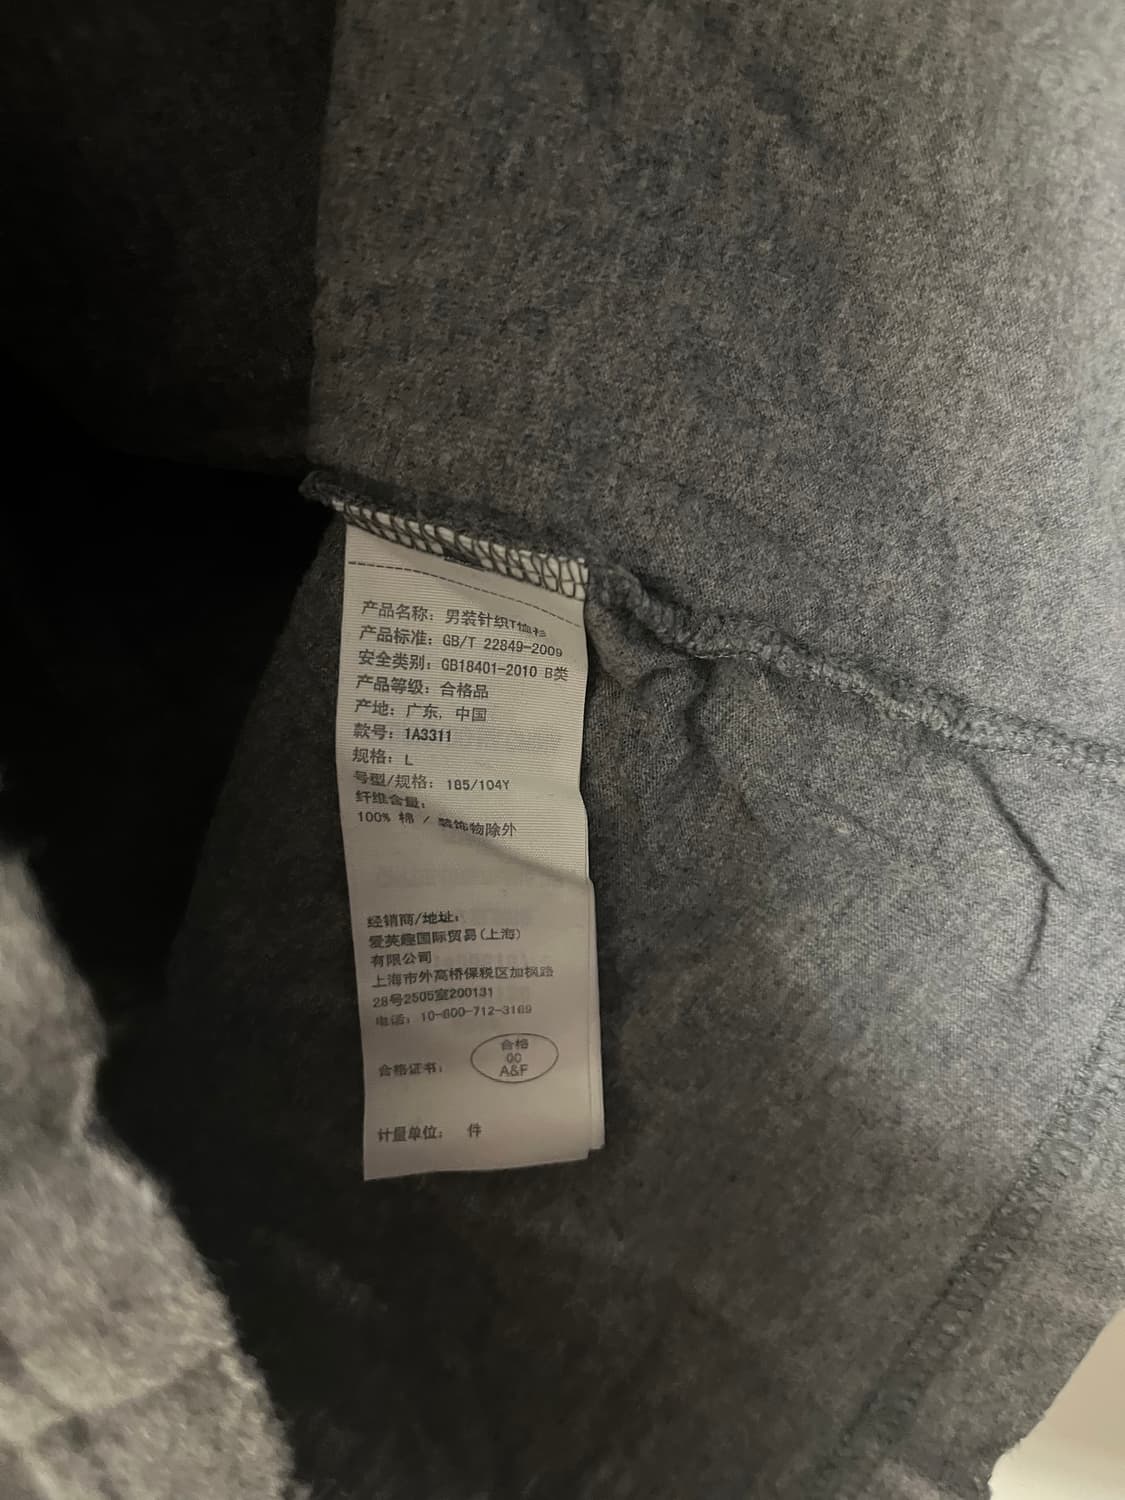 产品名称: 男装针织T恤衫
产品标准: GB/T 22849-2009
安全类别: GB18401-2010 B类
产品等级: 合格品
产地: 广东, 中国
款号: 1A3311
规格: L
号型/规格: 185/104Y
纤维含量:
100% 棉 / 装饰物除外
经销商/地址:
爱芙趣国际贸易(上海)
有限公司
上海市外高桥保税区加枫路
28号2505室200131
电话: 10-800-712-3169
合格证书:
合格
QC
A&F
计量单位: 件